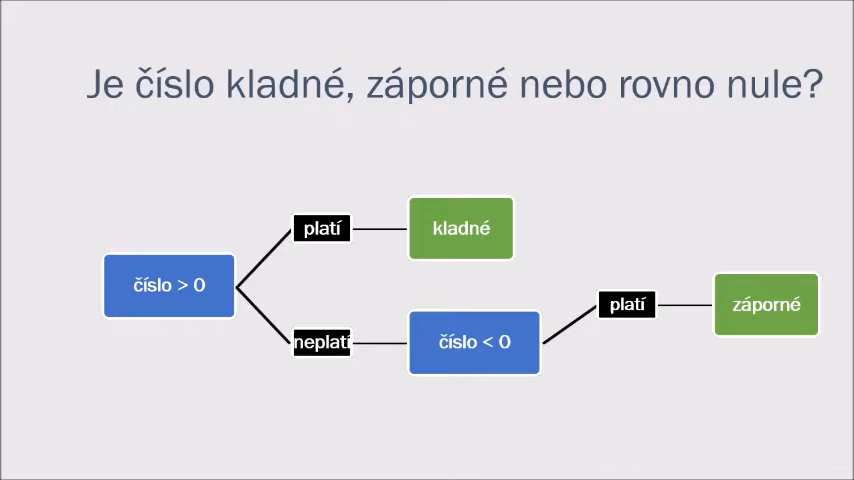 Je číslo kladné, záporné nebo rovno nule?
platí
kladné
číslo > 0
platí
záporné
neplatí
číslo < 0